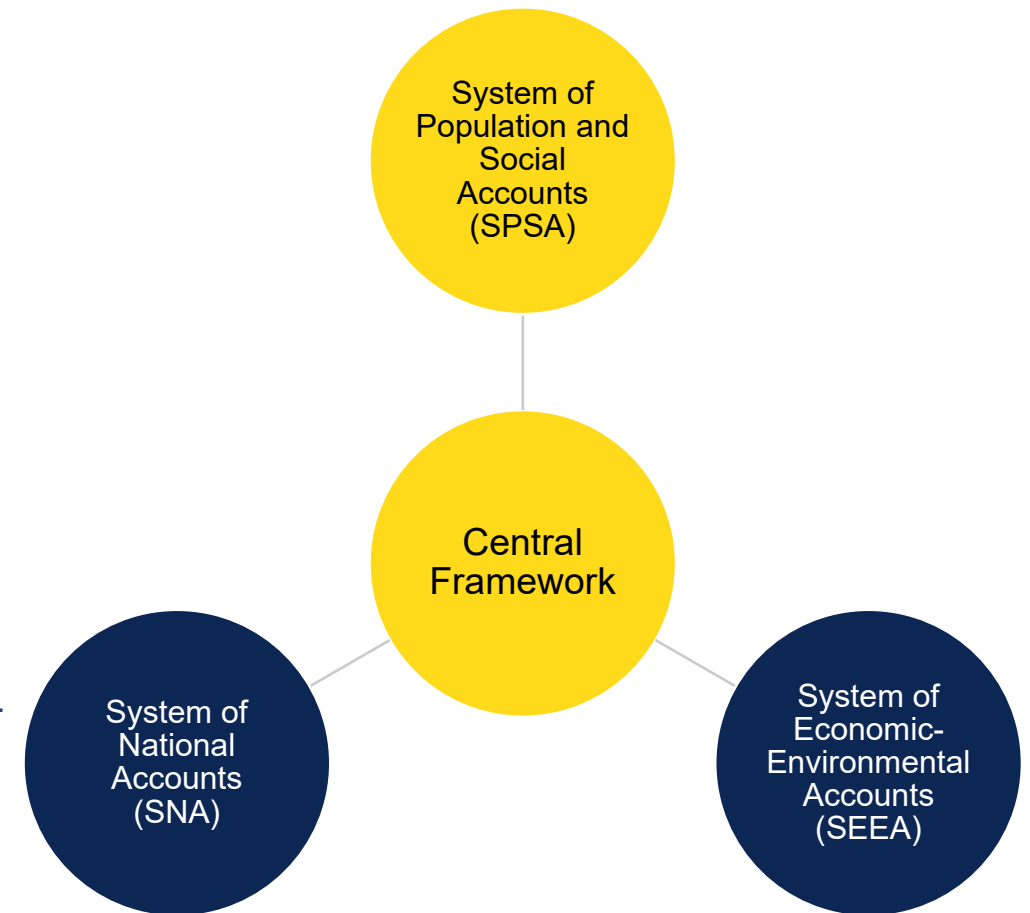 System of
Population and
Social
Accounts
(SPSA)
Central
Framework
System of
National
Accounts
(SNA)
System of
Economic-
Environmental
Accounts
(SEEA)